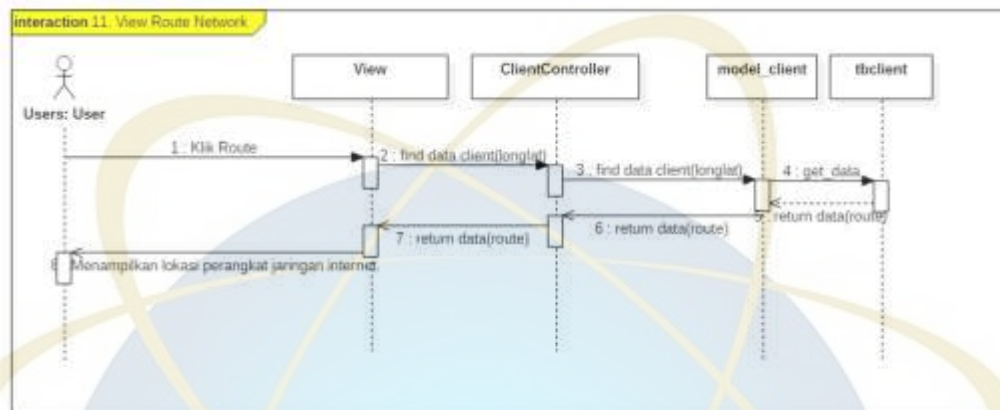 interaction 11. View Route Network
View
ClientController
model_client
tbclient
Users: User
1 : Klik Route
2 : find data client(longlat)
3 : find data client(longlat)
4 : get_data
5 : return data(route)
6 : return data(route)
7 : return data(route)
8 : Menampilkan lokasi perangkat jaringan internet